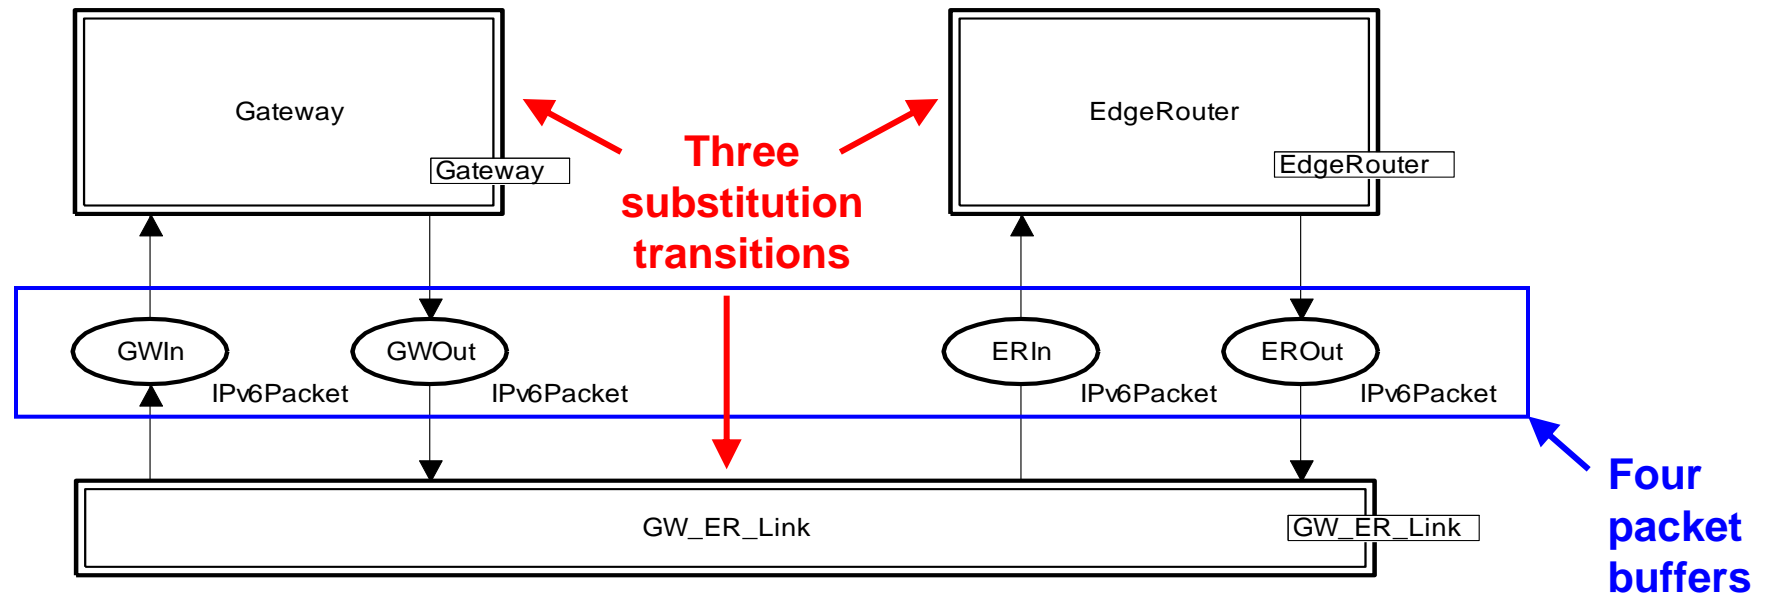 Gateway
EdgeRouter
Gateway
EdgeRouter
Three
substitution
transitions
GWIn
GWOut
ERIn
EROut
IPv6Packet
IPv6Packet
IPv6Packet
IPv6Packet
GW_ER_Link
GW_ER_Link
Four
packet
buffers